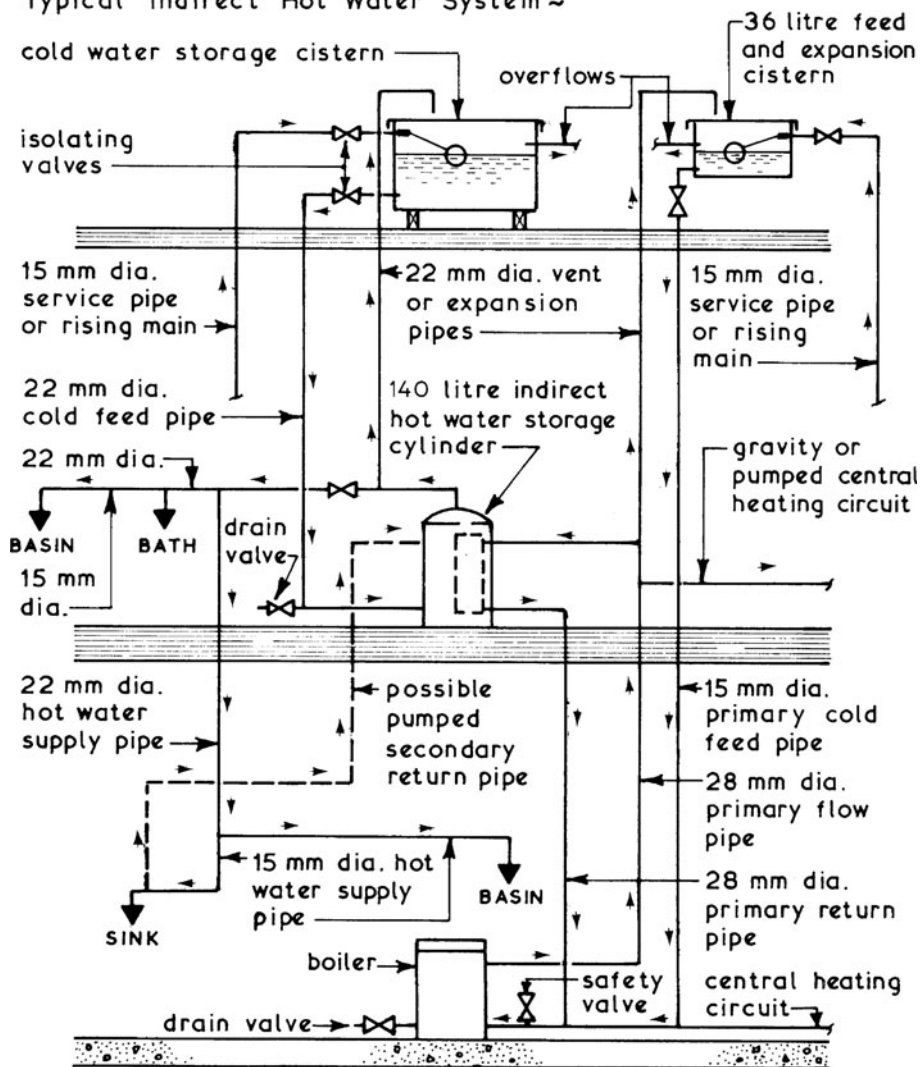 Typical Indirect Hot Water System ~
cold water storage cistern
overflows
36 litre feed
and expansion
cistern
isolating
valves
15 mm dia.
service pipe
or rising main
22 mm dia. vent
or expansion
pipes
15 mm dia.
service pipe
or rising
main
22 mm dia.
cold feed pipe
140 litre indirect
hot water storage
cylinder
22 mm dia.
gravity or
pumped central
heating circuit
BASIN
BATH
drain
valve
15 mm
dia.
22 mm dia.
hot water
supply pipe
possible
pumped
secondary
return pipe
15 mm dia.
primary cold
feed pipe
28 mm dia.
primary flow
pipe
15 mm dia. hot
water supply
pipe
BASIN
28 mm dia.
primary return
pipe
SINK
boiler
safety
valve
central heating
circuit
drain valve